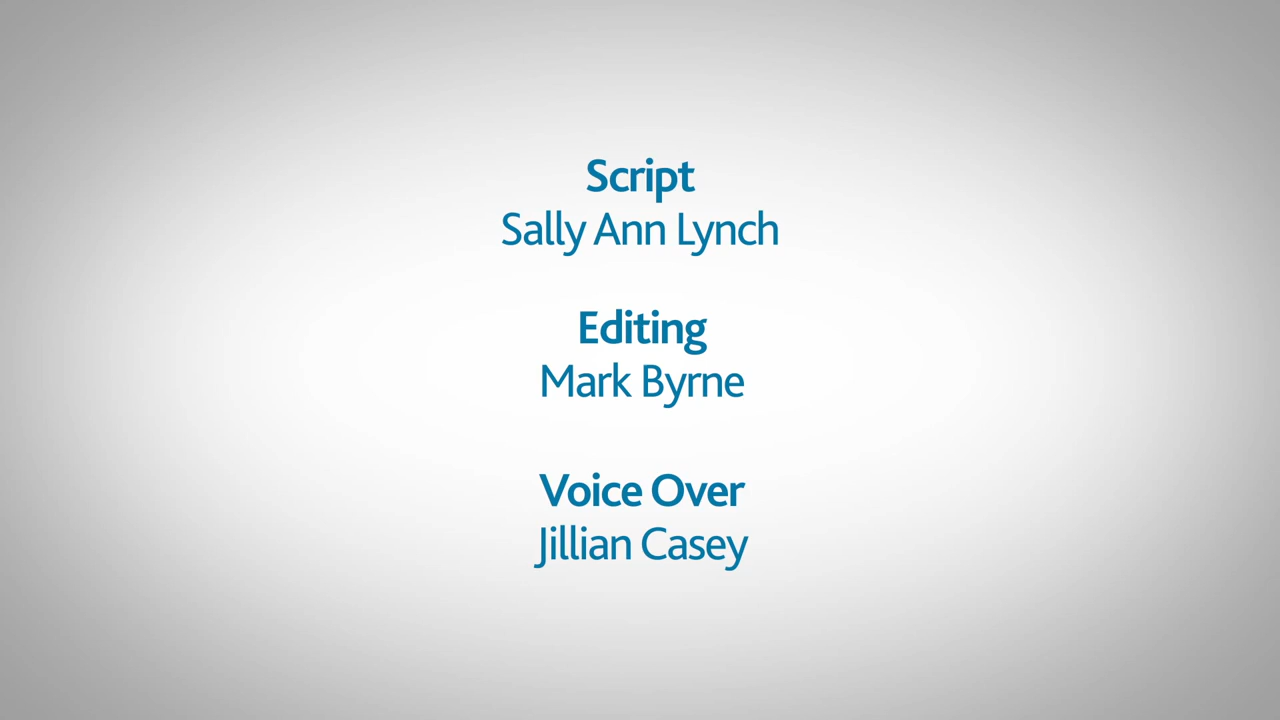 Script
Sally Ann Lynch
Editing
Mark Byrne
Voice Over
Jillian Casey